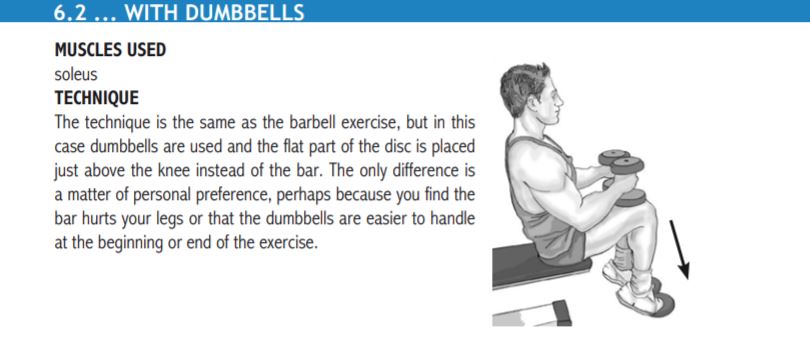 6.2 ... WITH DUMBBELLS
MUSCLES USED
soleus
TECHNIQUE
The technique is the same as the barbell exercise, but in this
case dumbbells are used and the flat part of the disc is placed
just above the knee instead of the bar. The only difference is
a matter of personal preference, perhaps because you find the
bar hurts your legs or that the dumbbells are easier to handle
at the beginning or end of the exercise.